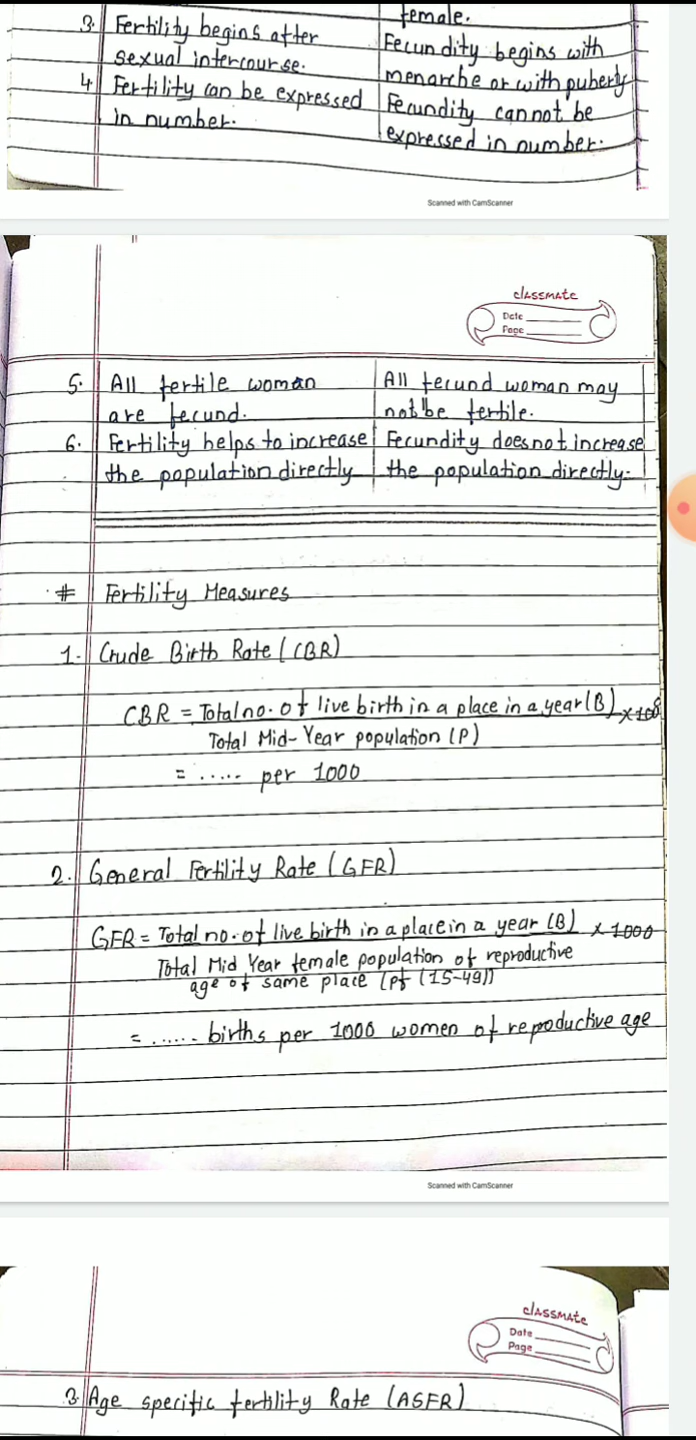 female.
3. Fertility begins after
sexual intercourse.
Fecundity begins with
menarche or with puberty
4. Fertility can be expressed
in number.
Fecundity cannot be
expressed in number.
Scanned with CamScanner
classmate
Date
Page
5. All fertile woman
are fecund.
All fecund woman may
not be fertile.
6. Fertility helps to increase
the population directly
Fecundity does not increase
the population directly.
# Fertility Measures
1. Crude Birth Rate (CBR)
CBR = Total no. of live birth in a place in a year (B) × 1000
Total Mid-Year population (P)
= ..... per 1000
2. General Fertility Rate (GFR)
GFR = Total no. of live birth in a place in a year (B) × 1000
Total Mid Year female population of reproductive
age of same place (Pf (15-49))
= ...... births per 1000 women of reproductive age
Scanned with CamScanner
classmate
Date
Page
3. Age specific fertility Rate (ASFR)